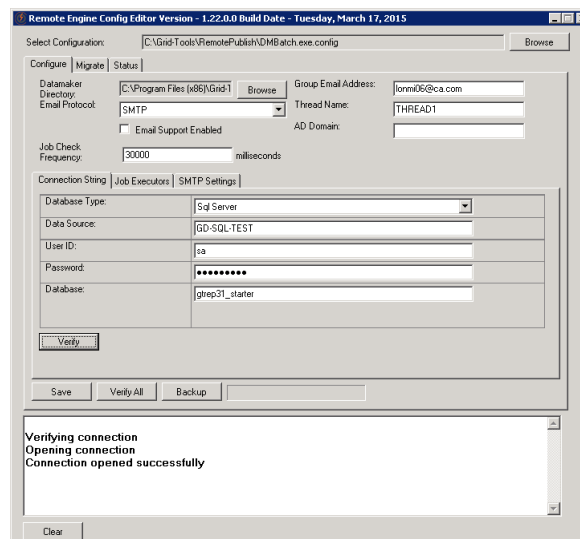 Remote Engine Config Editor Version - 1.22.0.0 Build Date - Tuesday, March 17, 2015
Select Configuration: C:\Grid-Tools\RemotePublish\DMBatch.exe.config Browse
Configure Migrate Status
Datamaker Directory: C:\Program Files (x86)\Grid-T Browse Group Email Address: lonmi06@ca.com
Email Protocol: SMTP Thread Name: THREAD1
Email Support Enabled AD Domain:
Job Check Frequency: 30000 milliseconds
Connection String Job Executors SMTP Settings
Database Type: Sql Server
Data Source: GD-SQL-TEST
User ID: sa
Password: •••••••••
Database: gtrep31_starter
Verify
Save Verify All Backup
Verifying connection
Opening connection
Connection opened successfully
Clear